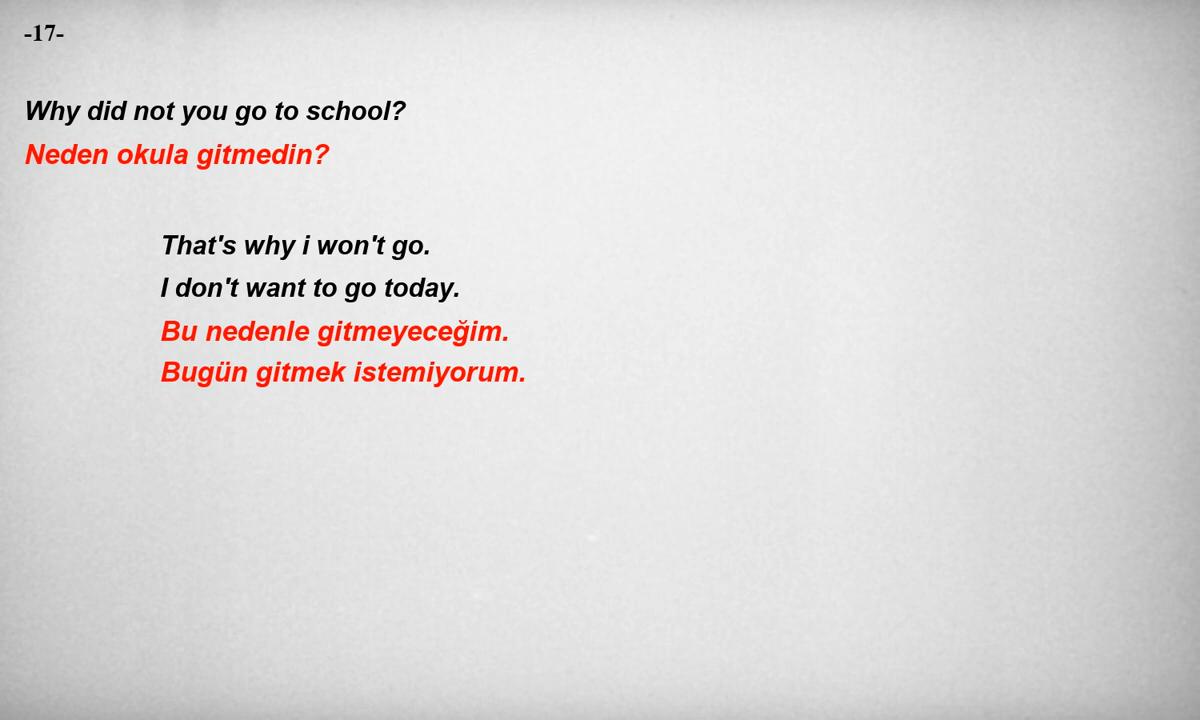 -17-
Why did not you go to school?
Neden okula gitmedin?
That's why i won't go.
I don't want to go today.
Bu nedenle gitmeyeceğim.
Bugün gitmek istemiyorum.